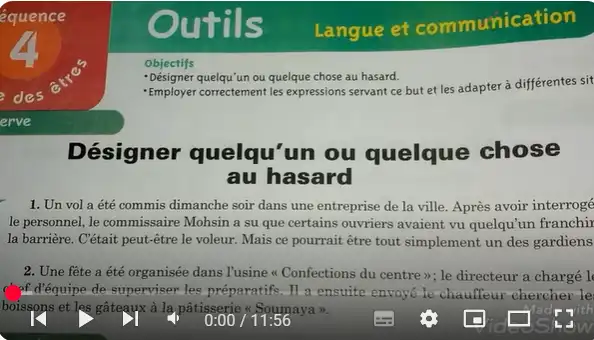 équence
4
e des êtres
Outils
Langue et communication
Objectifs
•Désigner quelqu'un ou quelque chose au hasard.
•Employer correctement les expressions servant ce but et les adapter à différentes sit
erve
Désigner quelqu'un ou quelque chose
au hasard
1. Un vol a été commis dimanche soir dans une entreprise de la ville. Après avoir interrogé
le personnel, le commissaire Mohsin a su que certains ouvriers avaient vu quelqu'un franchir
la barrière. C'était peut-être le voleur. Mais ce pourrait être tout simplement un des gardiens
2. Une fête a été organisée dans l'usine « Confections du centre »; le directeur a chargé le
chef d'équipe de superviser les préparatifs. Il a ensuite envoyé le chauffeur chercher les
boissons et les gâteaux à la pâtisserie « Soumaya ».
0:00 / 11:56
Made with
VideoShow